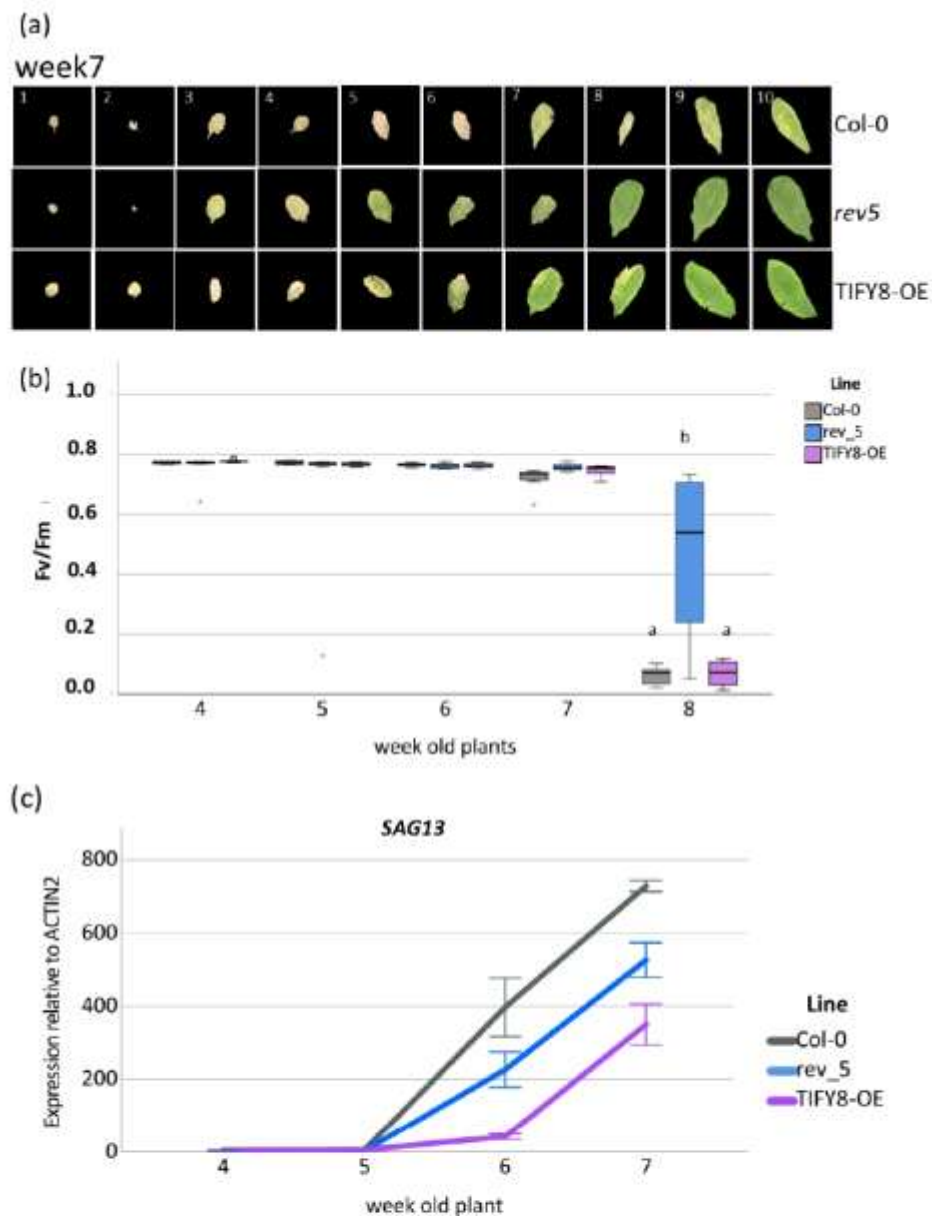 (a)
week7
1 2 3 4 5 6 7 8 9 10
Col-0
rev5
TIFY8-OE
(b)
Line
Col-0
rev_5
TIFY8-OE
1.0
0.8
0.6
0.4
0.2
0.0
Fv/Fm
b
a a
4 5 6 7 8
week old plants
(c)
SAG13
800
600
400
200
0
Expression relative to ACTIN2
Line
Col-0
rev_5
TIFY8-OE
4 5 6 7
week old plant